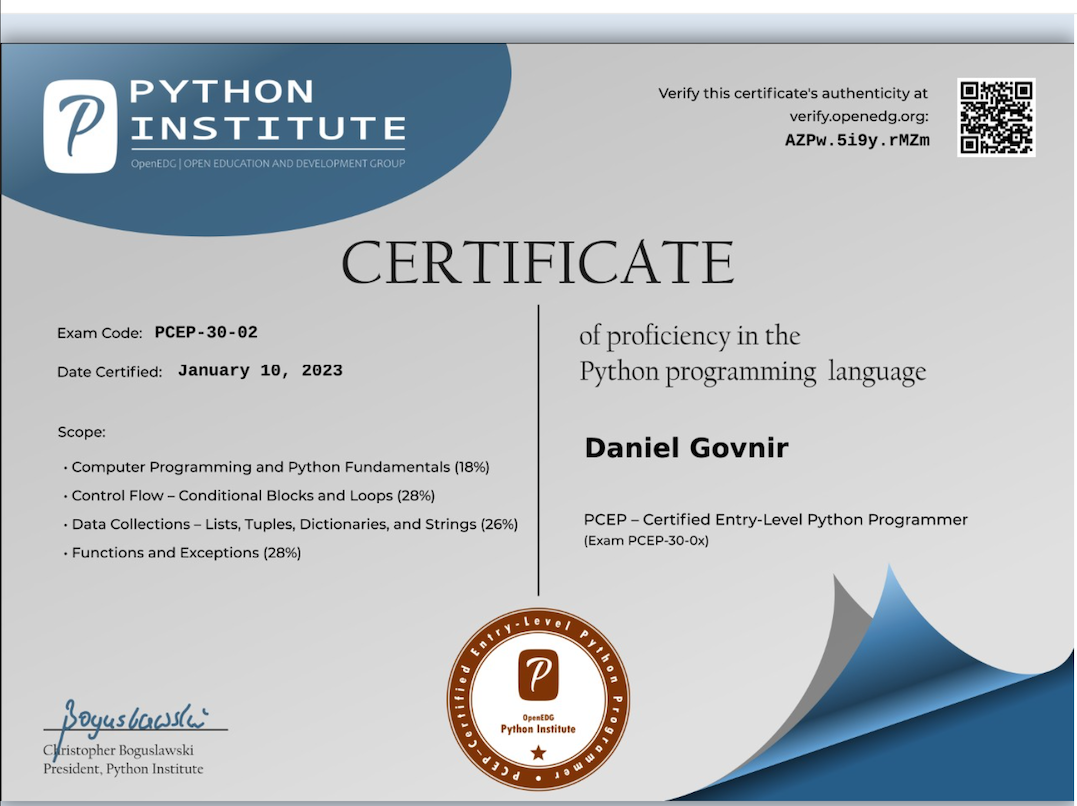 PYTHON
INSTITUTE
OpenEDG | OPEN EDUCATION AND DEVELOPMENT GROUP
Verify this certificate's authenticity at
verify.openedg.org:
AZPw.5i9y.rMZm
CERTIFICATE
Exam Code: PCEP-30-02
Date Certified: January 10, 2023
Scope:
• Computer Programming and Python Fundamentals (18%)
• Control Flow – Conditional Blocks and Loops (28%)
• Data Collections – Lists, Tuples, Dictionaries, and Strings (26%)
• Functions and Exceptions (28%)
of proficiency in the
Python programming language
Daniel Govnir
PCEP – Certified Entry-Level Python Programmer
(Exam PCEP-30-0x)
PCEP-Certified Entry-Level Python Programmer •
OpenEDG
Python Institute
Boguslawski
Christopher Boguslawski
President, Python Institute